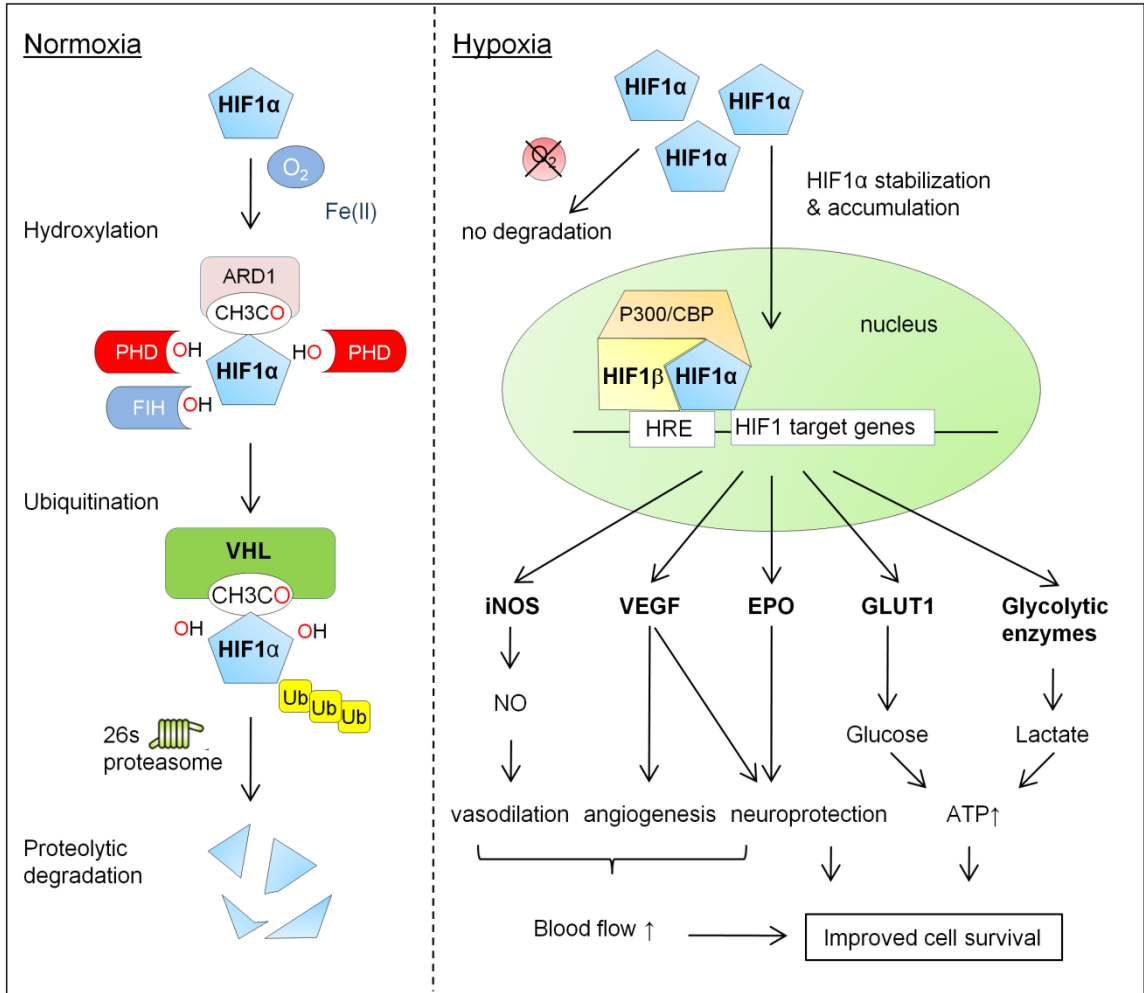 Normoxia
HIF1α
O2
Fe(II)
Hydroxylation
ARD1
CH3CO
PHD
OH
HIF1α
HO
PHD
FIH
OH
Ubiquitination
VHL
CH3CO
OH
HIF1α
OH
Ub
Ub
Ub
26s
proteasome
Proteolytic
degradation
Hypoxia
HIF1α
HIF1α
HIF1α
O2
HIF1α stabilization
& accumulation
no degradation
nucleus
P300/CBP
HIF1β
HIF1α
HRE
HIF1 target genes
iNOS
VEGF
EPO
GLUT1
Glycolytic
enzymes
NO
Glucose
Lactate
vasodilation
angiogenesis
neuroprotection
ATP↑
Blood flow ↑
Improved cell survival